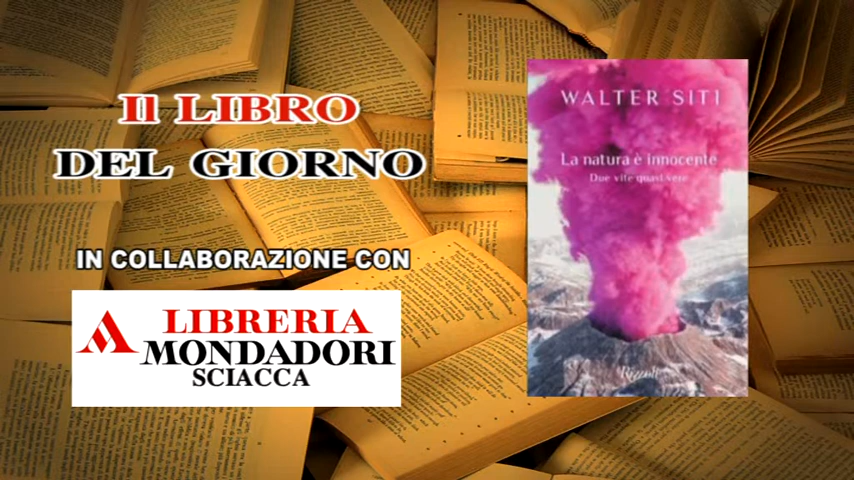 Il LIBRO
DEL GIORNO
IN COLLABORAZIONE CON
LIBRERIA
MONDADORI
SCIACCA
WALTER SITI
La natura è innocente
Due vite quasi vere
Rizzoli